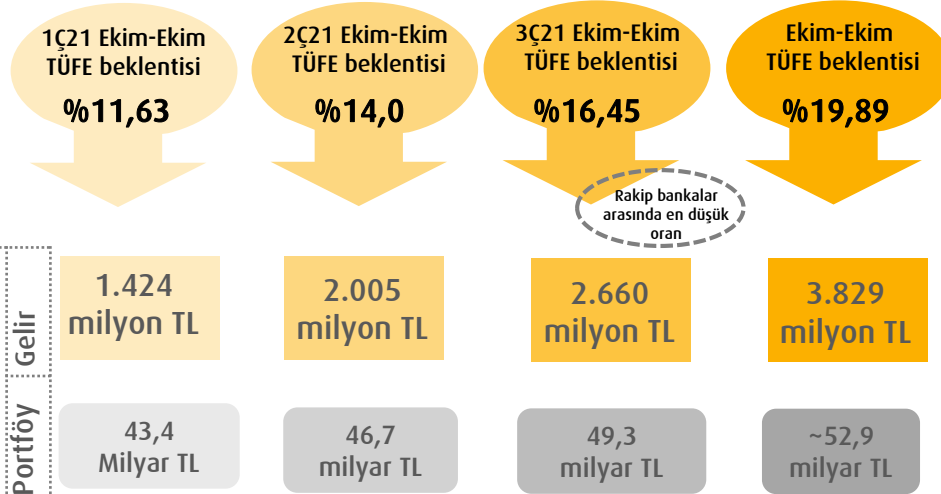 1Ç21 Ekim-Ekim
TÜFE beklentisi
%11,63
2Ç21 Ekim-Ekim
TÜFE beklentisi
%14,0
3Ç21 Ekim-Ekim
TÜFE beklentisi
%16,45
Ekim-Ekim
TÜFE beklentisi
%19,89
Rakip bankalar
arasında en düşük
oran
Gelir
1.424
milyon TL
2.005
milyon TL
2.660
milyon TL
3.829
milyon TL
Portföy
43,4
Milyar TL
46,7
milyar TL
49,3
milyar TL
~52,9
milyar TL